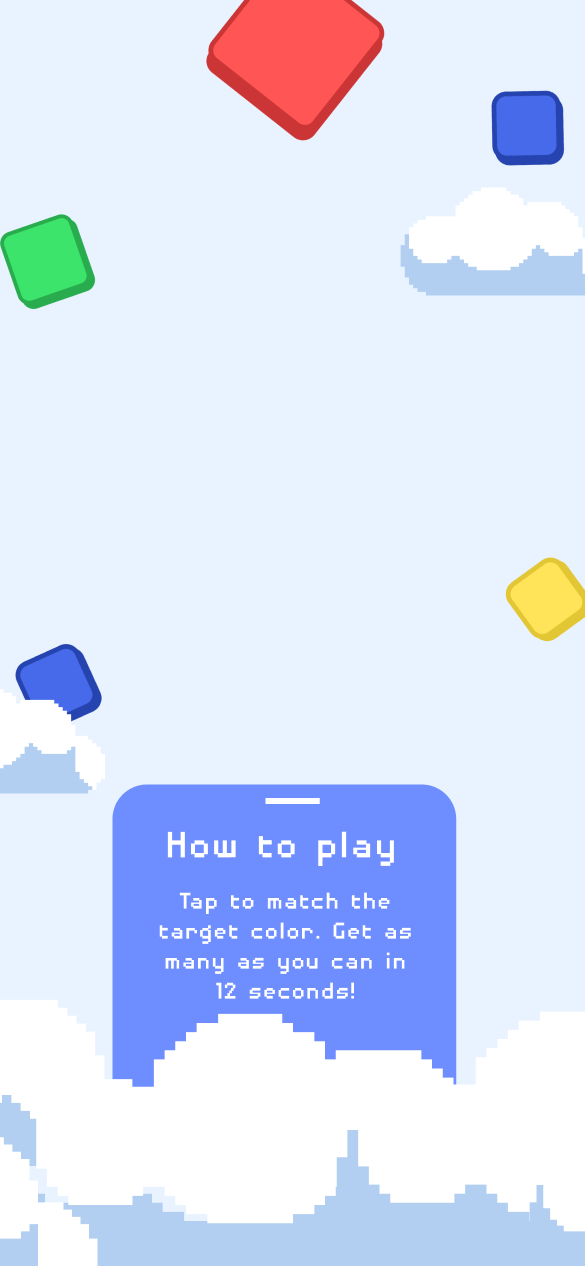 How to play
Tap to match the
target color. Get as
many as you can in
12 seconds!